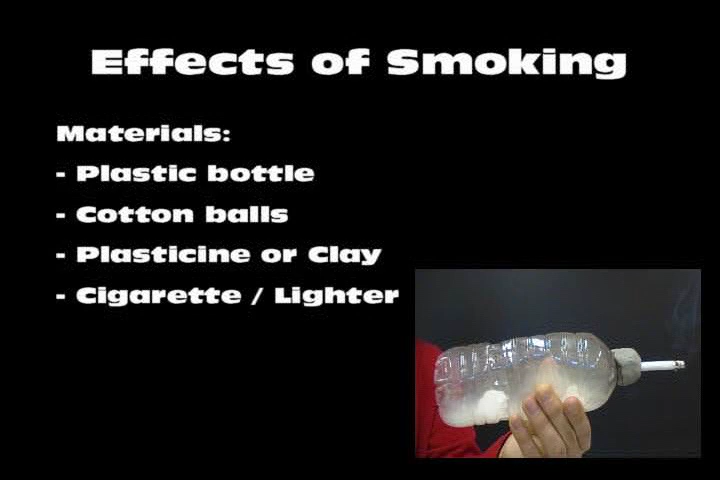 Effects of Smoking
Materials:
- Plastic bottle
- Cotton balls
- Plasticine or Clay
- Cigarette / Lighter